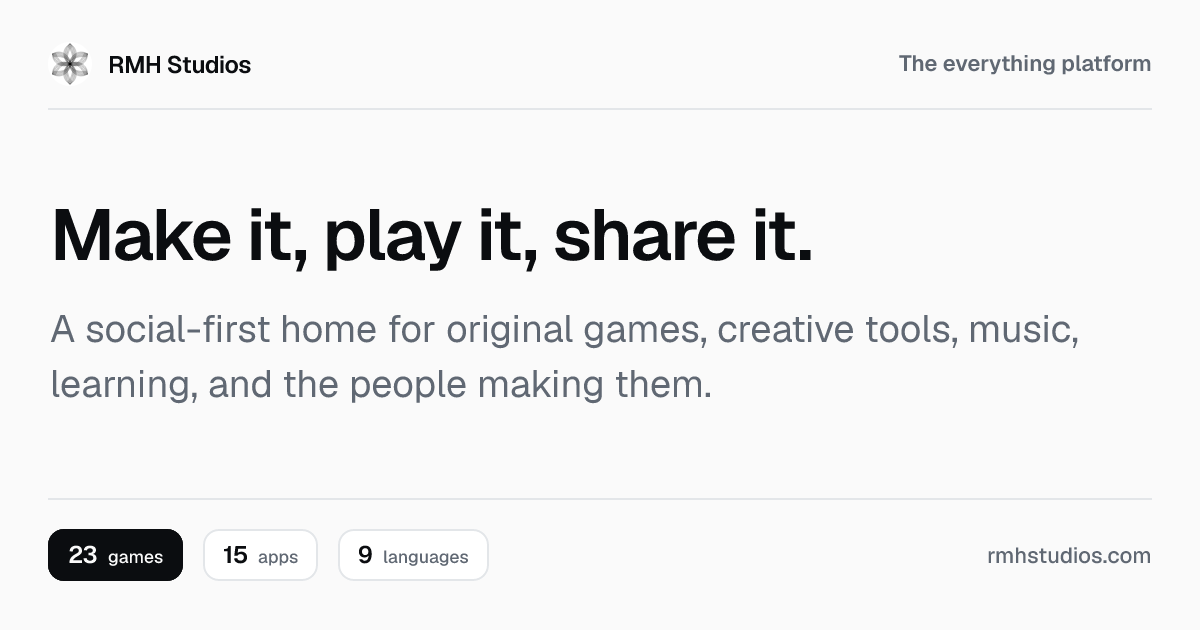 RMH Studios
The everything platform
Make it, play it, share it.
A social-first home for original games, creative tools, music,
learning, and the people making them.
23 games
15 apps
9 languages
rmhstudios.com